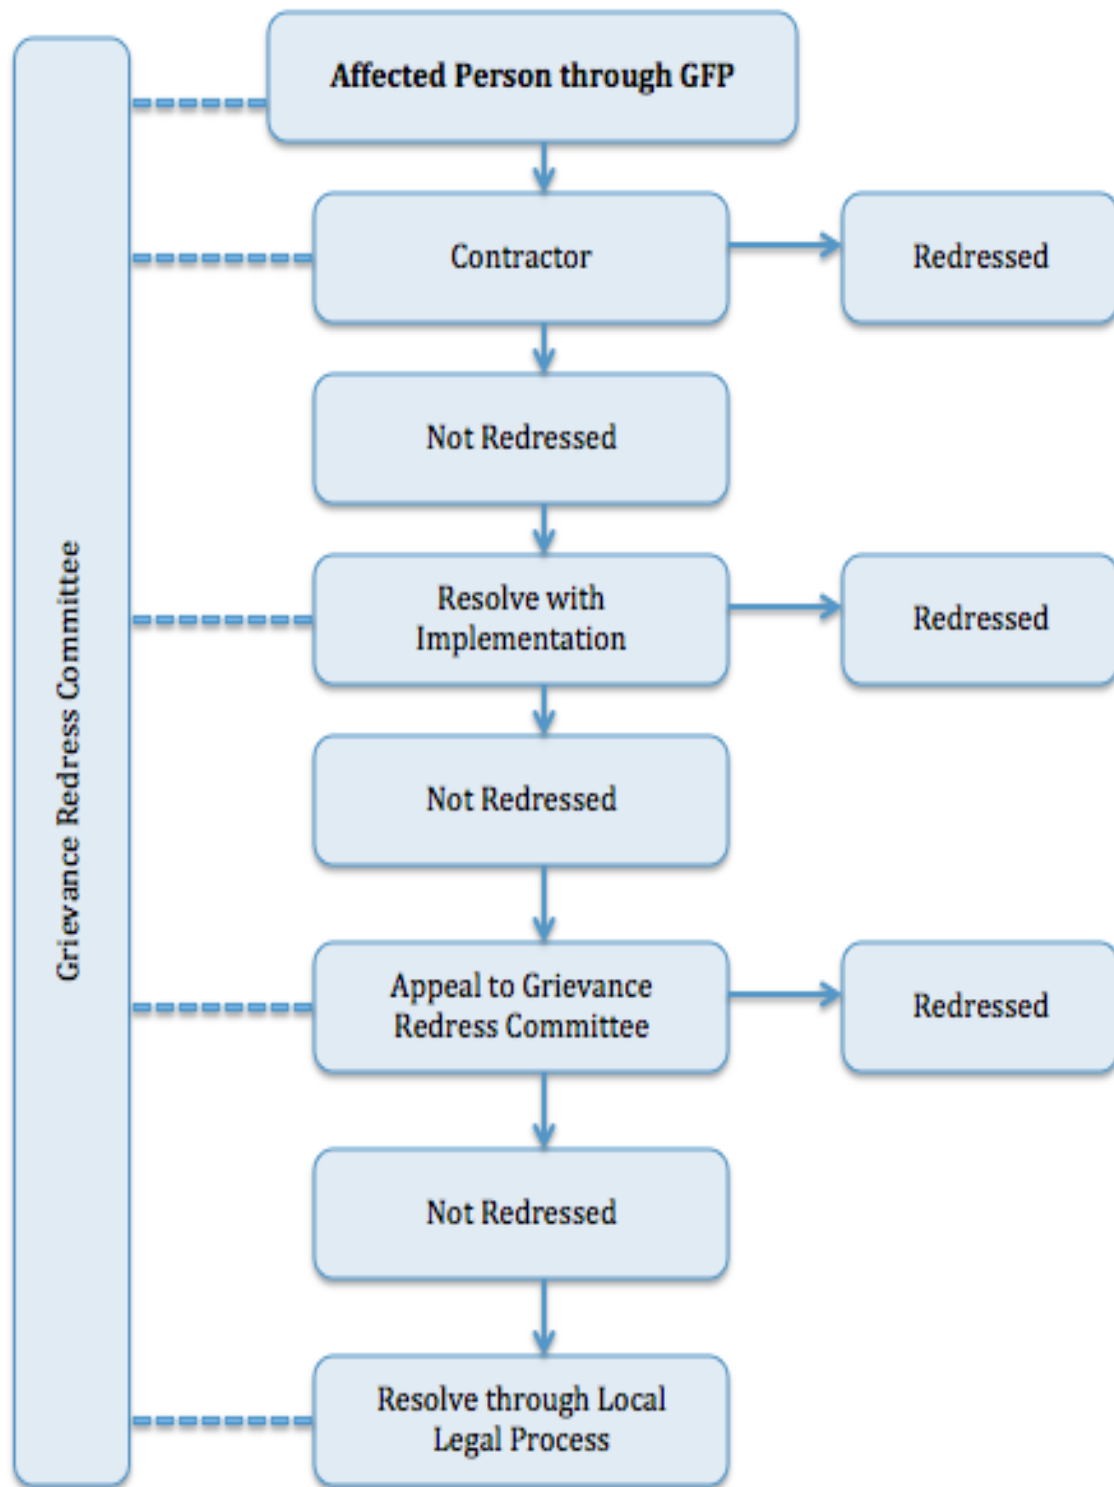 Affected Person through GFP
Contractor
Redressed
Not Redressed
Resolve with
Implementation
Redressed
Not Redressed
Appeal to Grievance
Redress Committee
Redressed
Not Redressed
Resolve through Local
Legal Process
Grievance Redress Committee